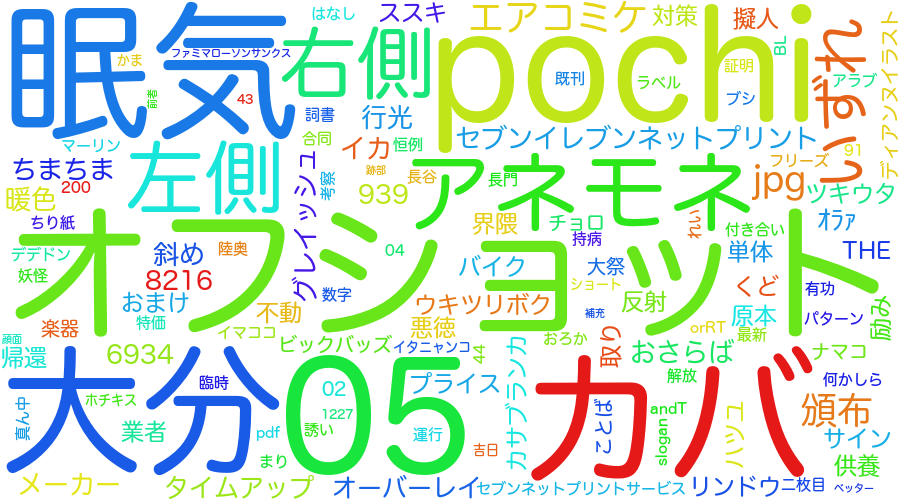 眠気
はなし
ススキ
エアコミケ
対策
擬人
BL
いずれ
ディアンヌイラスト
かま
ファミマローソンサンクス
右側
pochi
既刊
ラベル
証明
アラブ
ブシ
前者
43
詞書
行光
マーリン
左側
合同
イカ
恒例
セブンイレブンネットプリント
91
フリーズ
ちまちま
200
暖色
グレイッシュ
考察
跡部
939
長谷
アネモネ
長門
jpg
ツキウタ
ちり紙
界隈
チョロ
れい
付き合い
オラァ
デデドン
斜め
陸奥
オフショット
04
持病
単体
THE
妖怪
8216
バイク
大祭
ショート
くど
有功
おまけ
数字
ウキツリボク
反射
原本
パターン
励み
楽器
特価
不動
イマココ
悪徳
補充
orRT
最新
顔面
帰還
6934
ビックバッズ
イタニャンコ
44
カサブランカ
おろか
取り
おさらば
ナマコ
大分
臨時
05
02
プライス
カバ
解放
何かしら
ホチキス
真ん中
業者
pdf
1227
誘い
運行
andT
slogan
ハッシュ
頒布
サイン
まり
吉日
供養
メーカー
タイムアップ
オーバーレイ
セブンネットプリントサービス
リンドウ
二枚目
ベッター